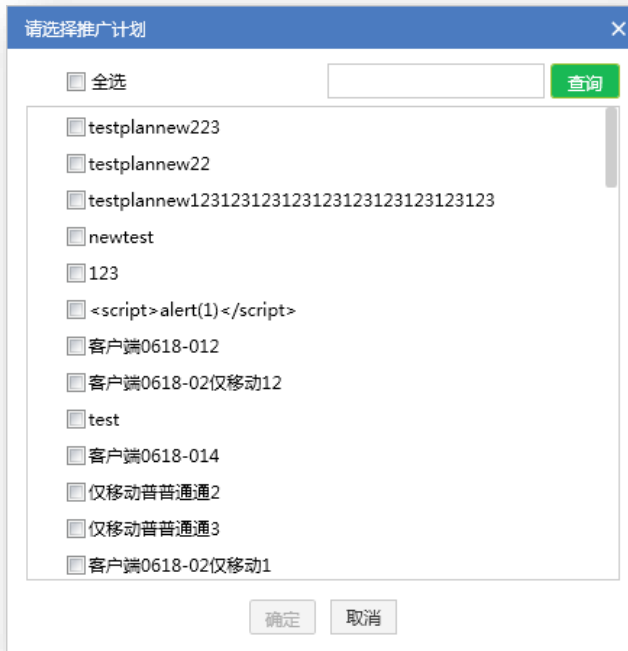 请选择推广计划
全选 查询
testplannew223
testplannew22
testplannew123123123123123123123123123123
newtest
123
<script>alert(1)</script>
客户端0618-012
客户端0618-02仅移动12
test
客户端0618-014
仅移动普普通通2
仅移动普普通通3
客户端0618-02仅移动1
确定 取消